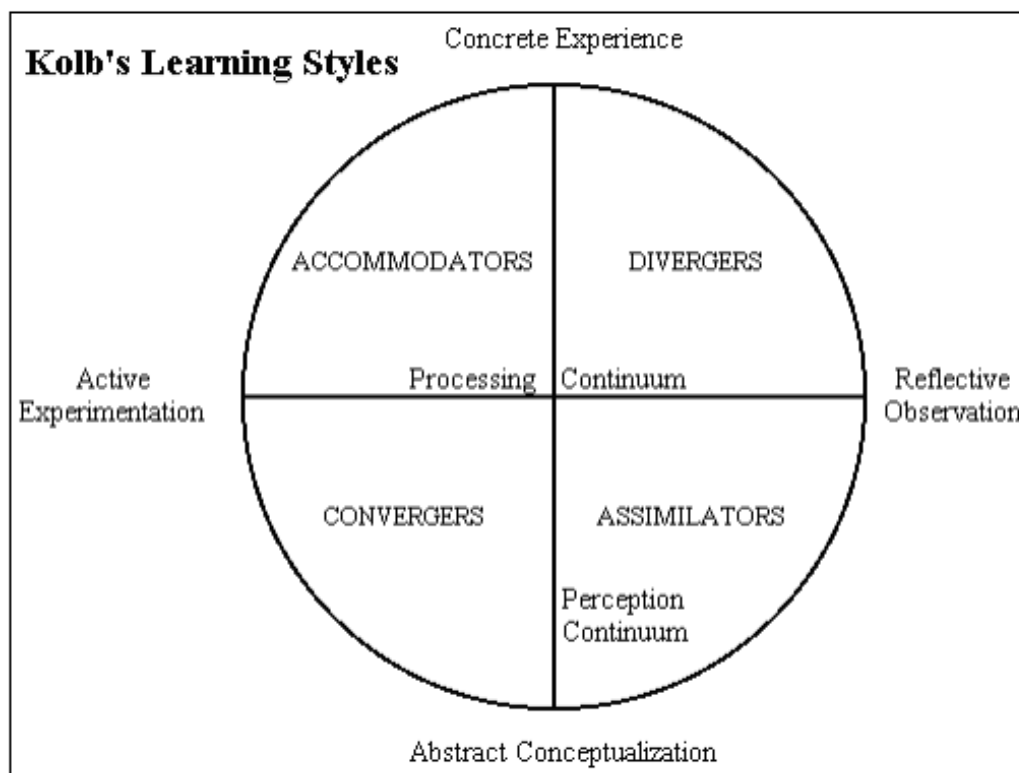 Concrete Experience
Kolb's Learning Styles
ACCOMMODATORS
DIVERGERS
Processing Continuum
Active
Experimentation
Reflective
Observation
CONVERGERS
ASSIMILATORS
Perception
Continuum
Abstract Conceptualization